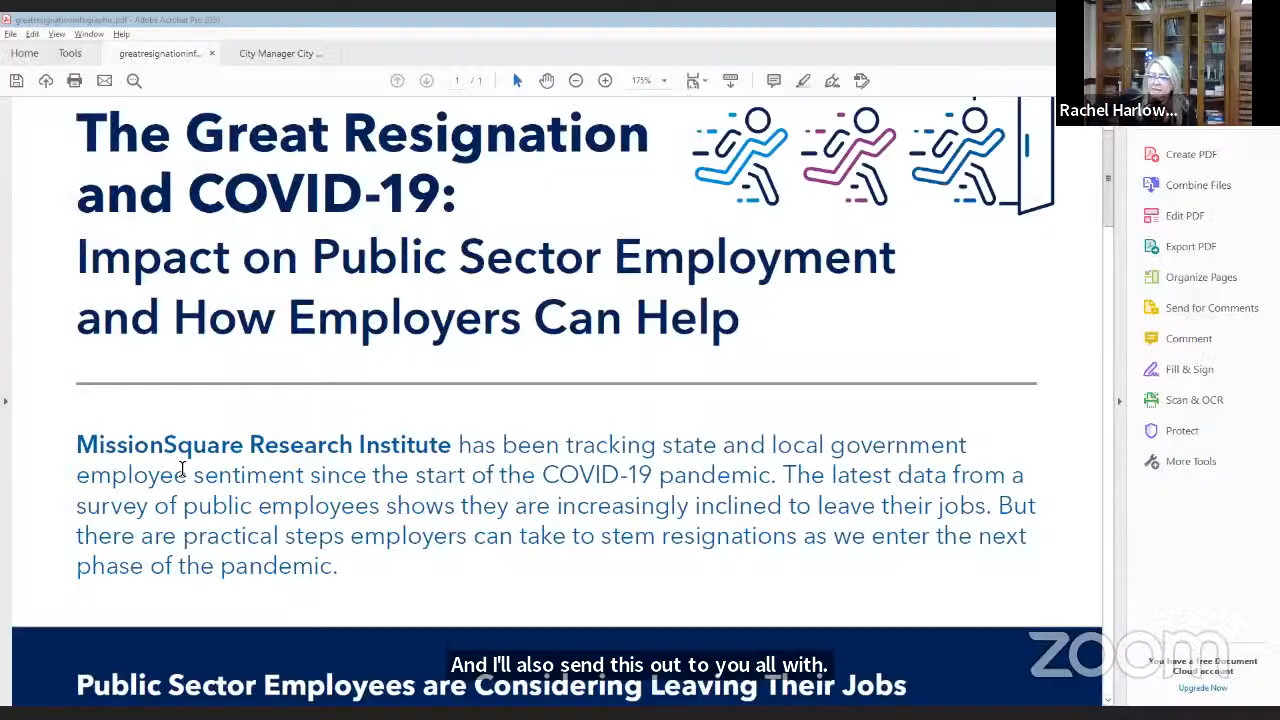 greatresignationinfographic.pdf - Adobe Acrobat Pro 2020
File Edit View Window Help
Home Tools greatresignationinf... × City Manager City ...
1 / 1 175%
Rachel Harlow...
The Great Resignation
and COVID-19:
Impact on Public Sector Employment
and How Employers Can Help
MissionSquare Research Institute has been tracking state and local government
employee sentiment since the start of the COVID-19 pandemic. The latest data from a
survey of public employees shows they are increasingly inclined to leave their jobs. But
there are practical steps employers can take to stem resignations as we enter the next
phase of the pandemic.
Public Sector Employees are Considering Leaving Their Jobs
And I'll also send this out to you all with.
Create PDF
Combine Files
Edit PDF
Export PDF
Organize Pages
Send for Comments
Comment
Fill & Sign
Scan & OCR
Protect
More Tools
zoom
You have a free Document
Cloud account
Upgrade Now